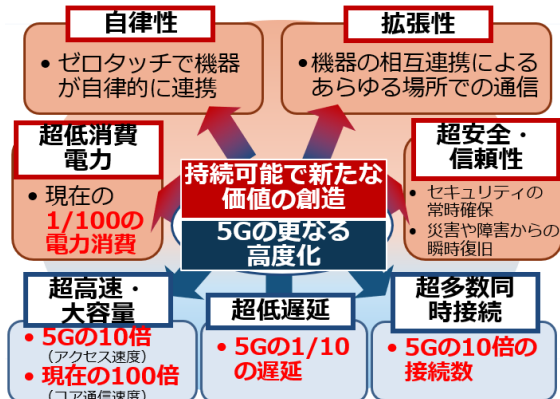 自律性
• ゼロタッチで機器
が自律的に連携
拡張性
• 機器の相互連携による
あらゆる場所での通信
超低消費
電力
• 現在の
1/100の
電力消費
超安全・
信頼性
• セキュリティの
常時確保
• 災害や障害からの
瞬時復旧
持続可能で新たな
価値の創造
5Gの更なる
高度化
超高速・
大容量
• 5Gの10倍
(アクセス速度)
• 現在の100倍
(コア通信速度)
超低遅延
• 5Gの1/10
の遅延
超多数同
時接続
• 5Gの10倍の
接続数